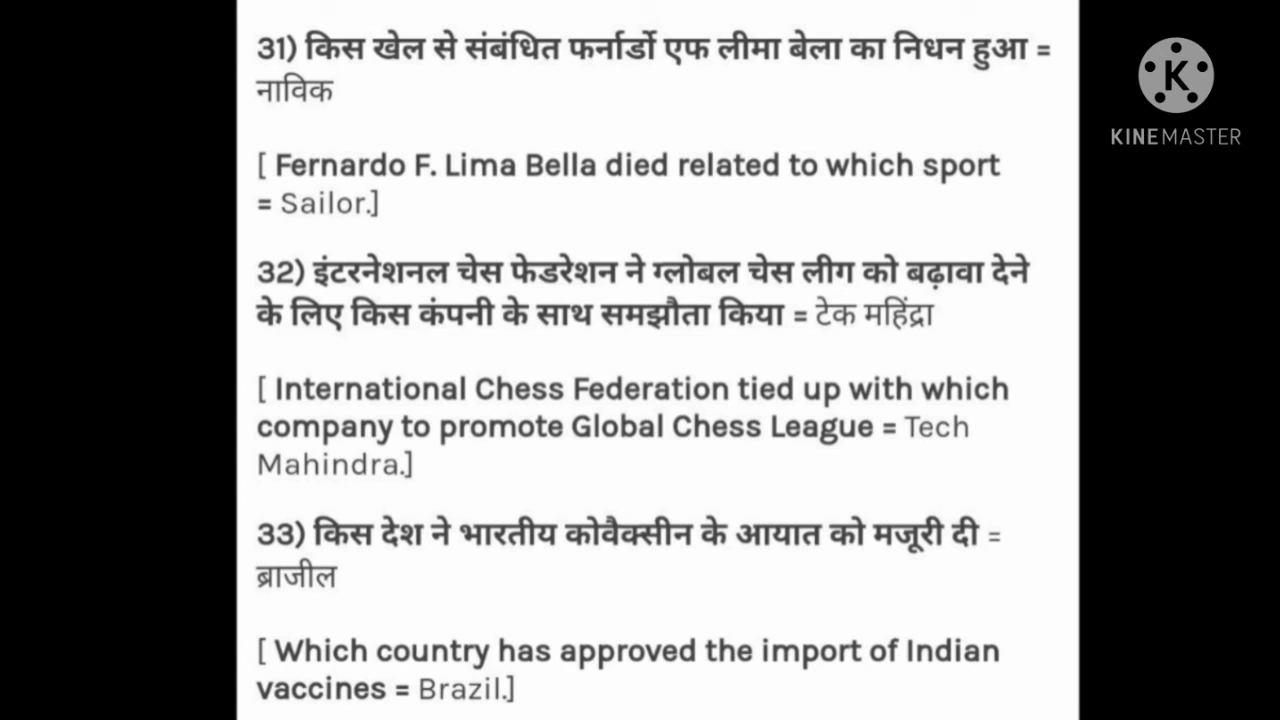 31) किस खेल से संबंधित फर्नार्डो एफ लीमा बेला का निधन हुआ =
नाविक
[ Fernardo F. Lima Bella died related to which sport
= Sailor.]
32) इंटरनेशनल चेस फेडरेशन ने ग्लोबल चेस लीग को बढ़ावा देने
के लिए किस कंपनी के साथ समझौता किया = टेक महिंद्रा
[ International Chess Federation tied up with which
company to promote Global Chess League = Tech
Mahindra.]
33) किस देश ने भारतीय कोवैक्सीन के आयात को मजूरी दी =
ब्राजील
[ Which country has approved the import of Indian
vaccines = Brazil.]
K
KINEMASTER